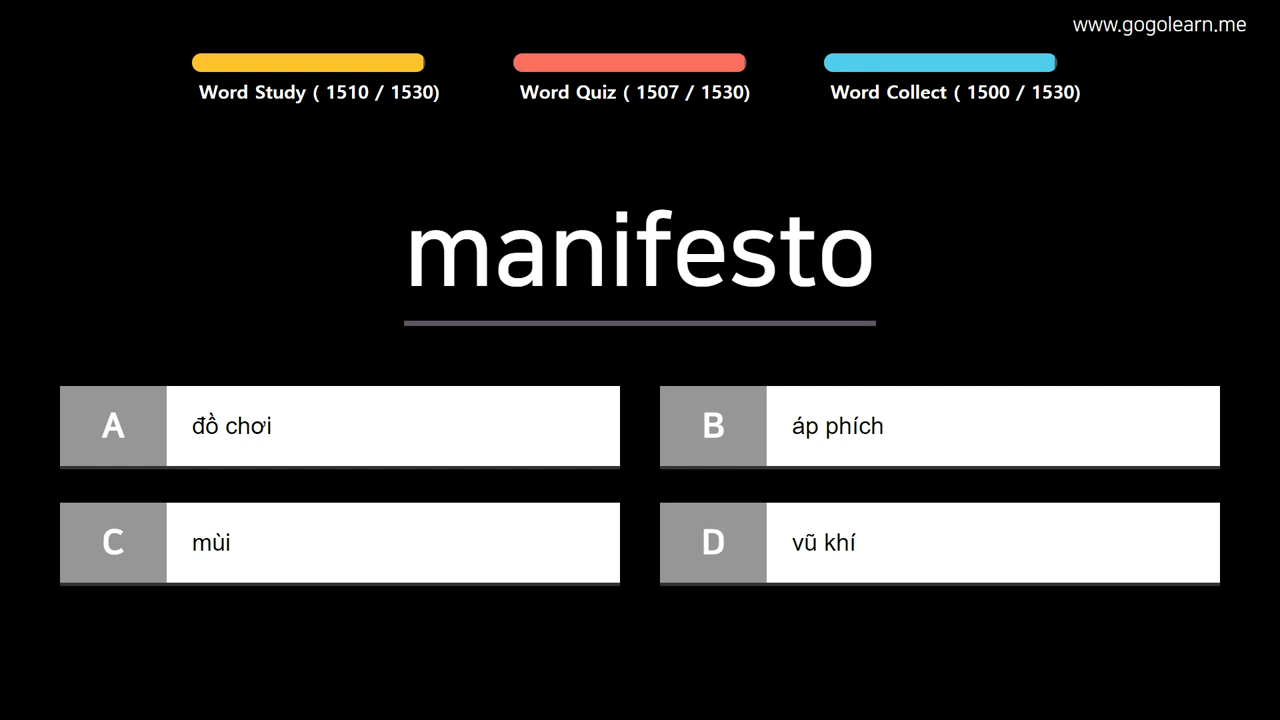 www.gogolearn.me
Word Study ( 1510 / 1530)
Word Quiz ( 1507 / 1530)
Word Collect ( 1500 / 1530)
manifesto
A đồ chơi
B áp phích
C mùi
D vũ khí